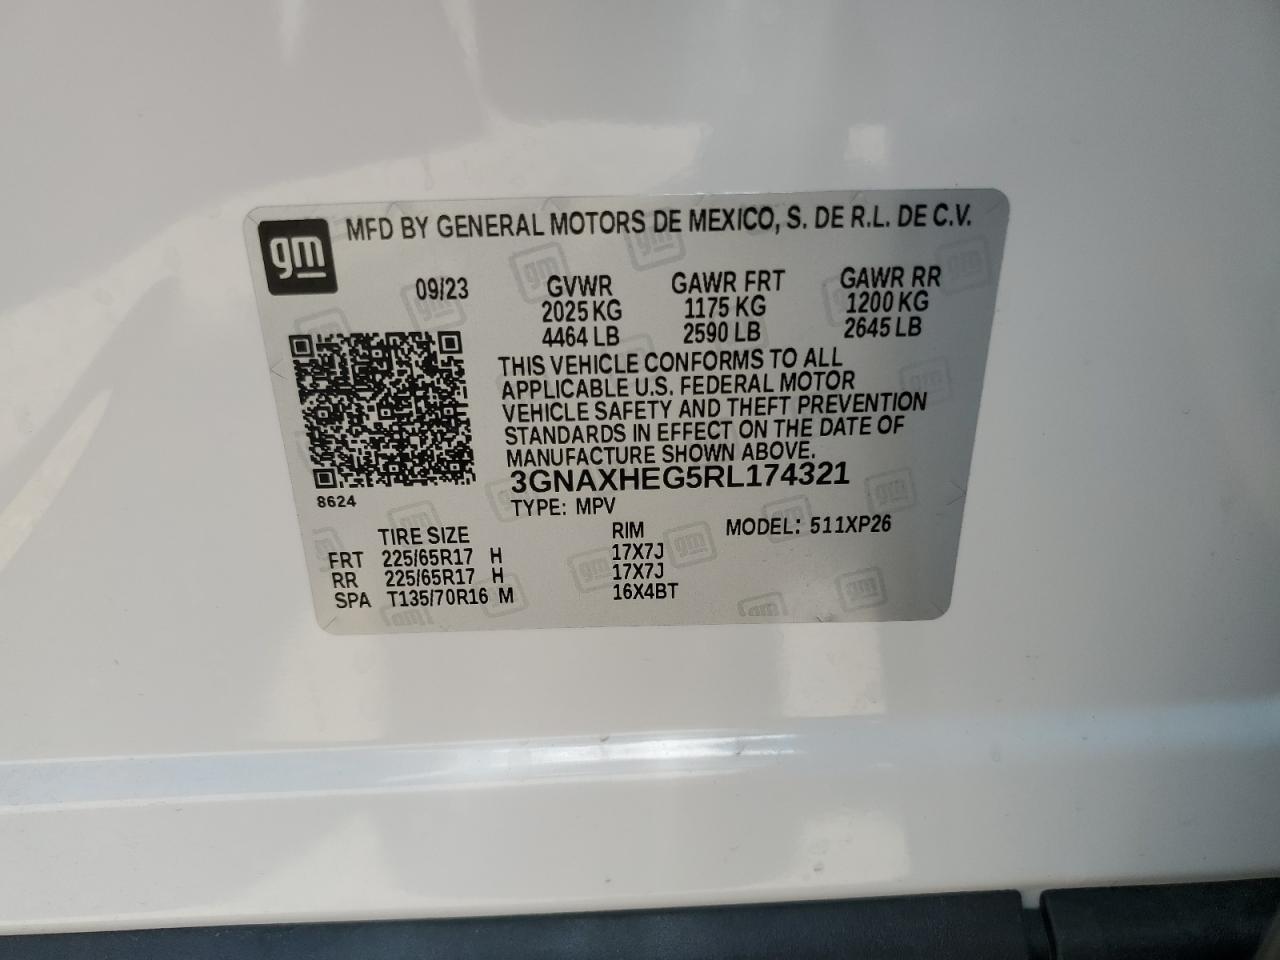 gm
MFD BY GENERAL MOTORS DE MEXICO, S. DE R.L. DE C.V.
09/23 GVWR GAWR FRT GAWR RR
2025 KG 1175 KG 1200 KG
4464 LB 2590 LB 2645 LB
THIS VEHICLE CONFORMS TO ALL
APPLICABLE U.S. FEDERAL MOTOR
VEHICLE SAFETY AND THEFT PREVENTION
STANDARDS IN EFFECT ON THE DATE OF
MANUFACTURE SHOWN ABOVE.
3GNAXHEG5RL174321
8624
TYPE: MPV
TIRE SIZE RIM MODEL: 511XP26
FRT 225/65R17 H 17X7J
RR 225/65R17 H 17X7J
SPA T135/70R16 M 16X4BT